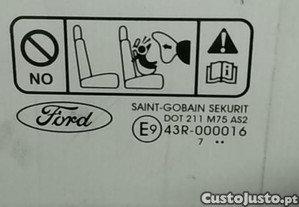 NO
Ford
SAINT-GOBAIN SEKURIT
DOT 211 M75 AS2
E9 43R-000016
7 ..
CustoJusto.pt